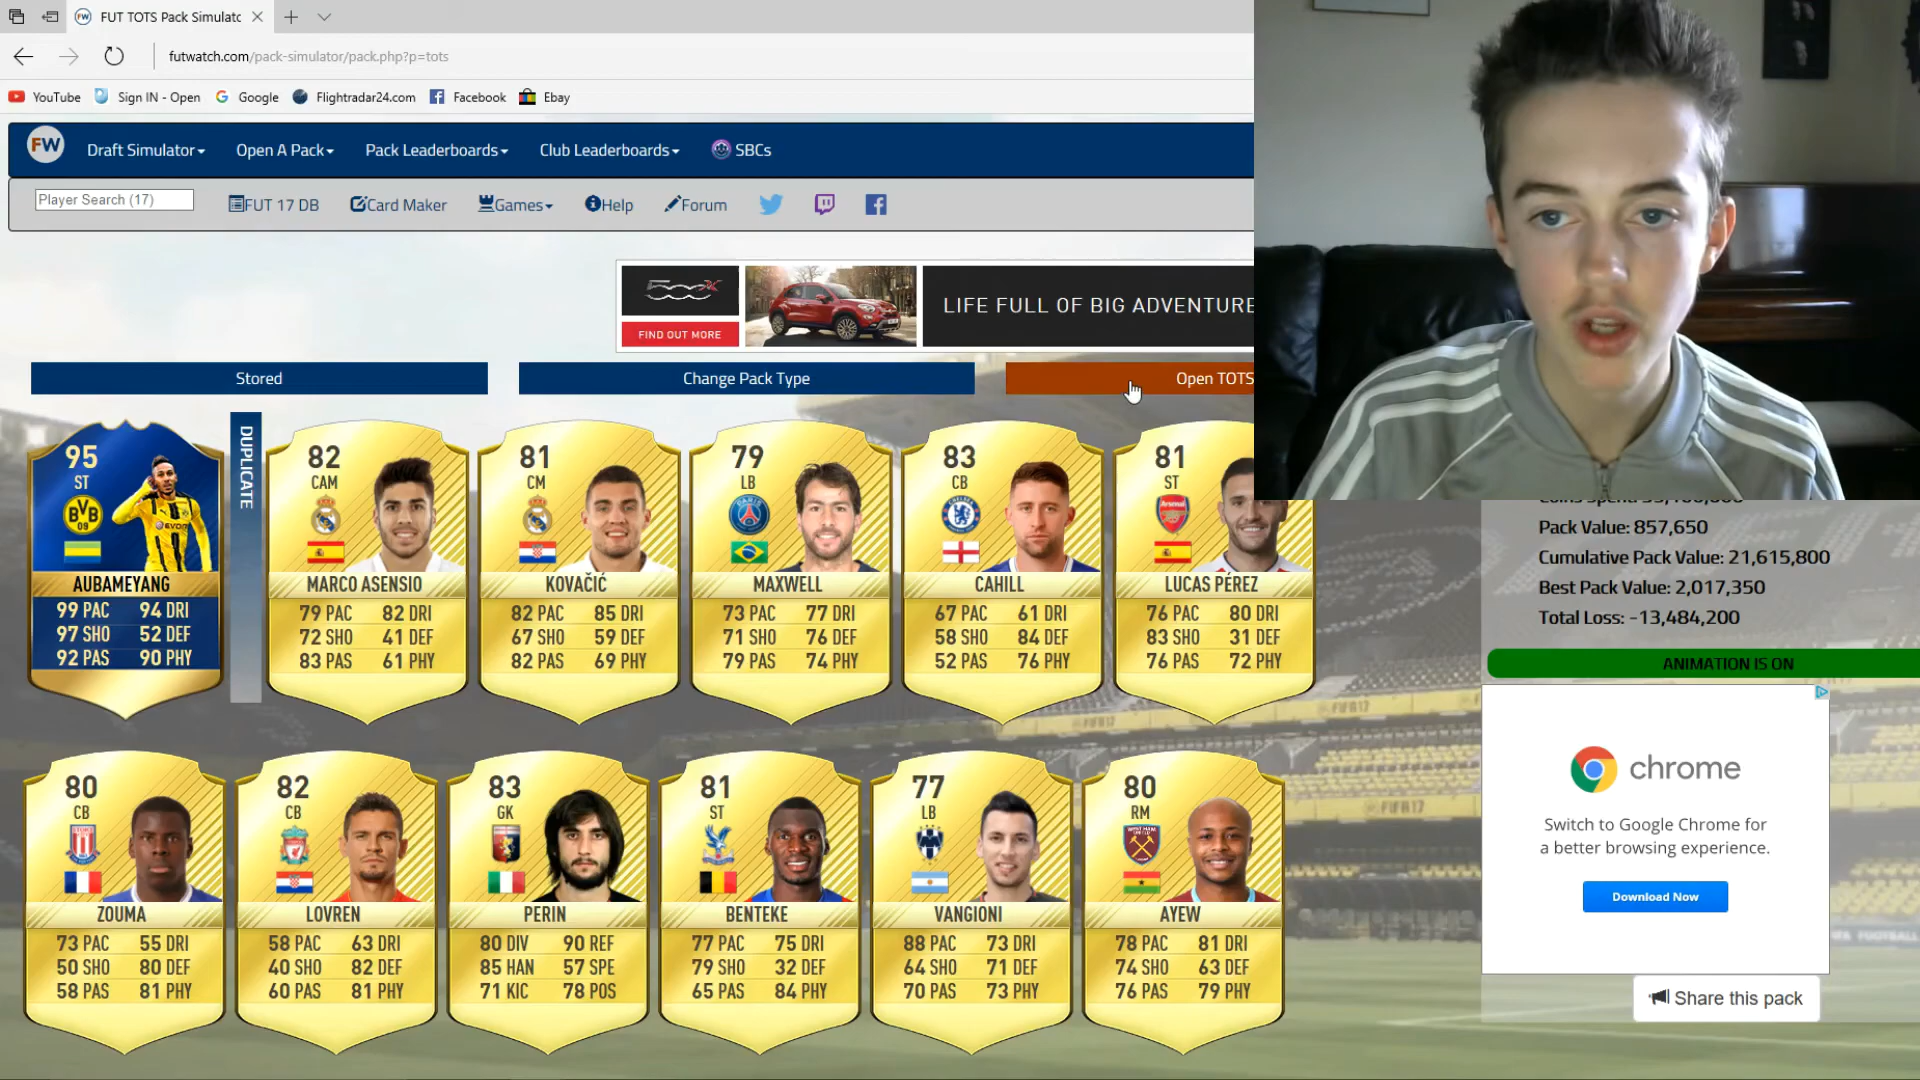 FUT TOTS Pack Simulatc
futwatch.com/pack-simulator/pack.php?p=tots
YouTube Sign IN - Open Google Flightradar24.com Facebook Ebay
FW Draft Simulator Open A Pack Pack Leaderboards Club Leaderboards SBCs
Player Search (17) FUT 17 DB Card Maker Games Help Forum
500X
FIND OUT MORE
LIFE FULL OF BIG ADVENTURE
Stored Change Pack Type Open TOTS
95
ST
BVB
09
AUBAMEYANG
99 PAC 94 DRI
97 SHO 52 DEF
92 PAS 90 PHY
DUPLICATE
82
CAM
MARCO ASENSIO
79 PAC 82 DRI
72 SHO 41 DEF
83 PAS 61 PHY
81
CM
KOVAČIĆ
82 PAC 85 DRI
67 SHO 59 DEF
82 PAS 69 PHY
79
LB
MAXWELL
73 PAC 77 DRI
71 SHO 76 DEF
79 PAS 74 PHY
83
CB
CAHILL
67 PAC 61 DRI
58 SHO 84 DEF
52 PAS 76 PHY
81
ST
Arsenal
LUCAS PÉREZ
76 PAC 80 DRI
83 SHO 31 DEF
76 PAS 72 PHY
80
CB
ZOUMA
73 PAC 55 DRI
50 SHO 80 DEF
58 PAS 81 PHY
82
CB
LOVREN
58 PAC 63 DRI
40 SHO 82 DEF
60 PAS 81 PHY
83
GK
PERIN
80 DIV 90 REF
85 HAN 57 SPE
71 KIC 78 POS
81
ST
BENTEKE
77 PAC 75 DRI
79 SHO 32 DEF
65 PAS 84 PHY
77
LB
VANGIONI
88 PAC 73 DRI
64 SHO 71 DEF
70 PAS 73 PHY
80
RM
AYEW
78 PAC 81 DRI
74 SHO 63 DEF
76 PAS 79 PHY
Pack Value: 857,650
Cumulative Pack Value: 21,615,800
Best Pack Value: 2,017,350
Total Loss: -13,484,200
ANIMATION IS ON
chrome
Switch to Google Chrome for
a better browsing experience.
Download Now
Share this pack